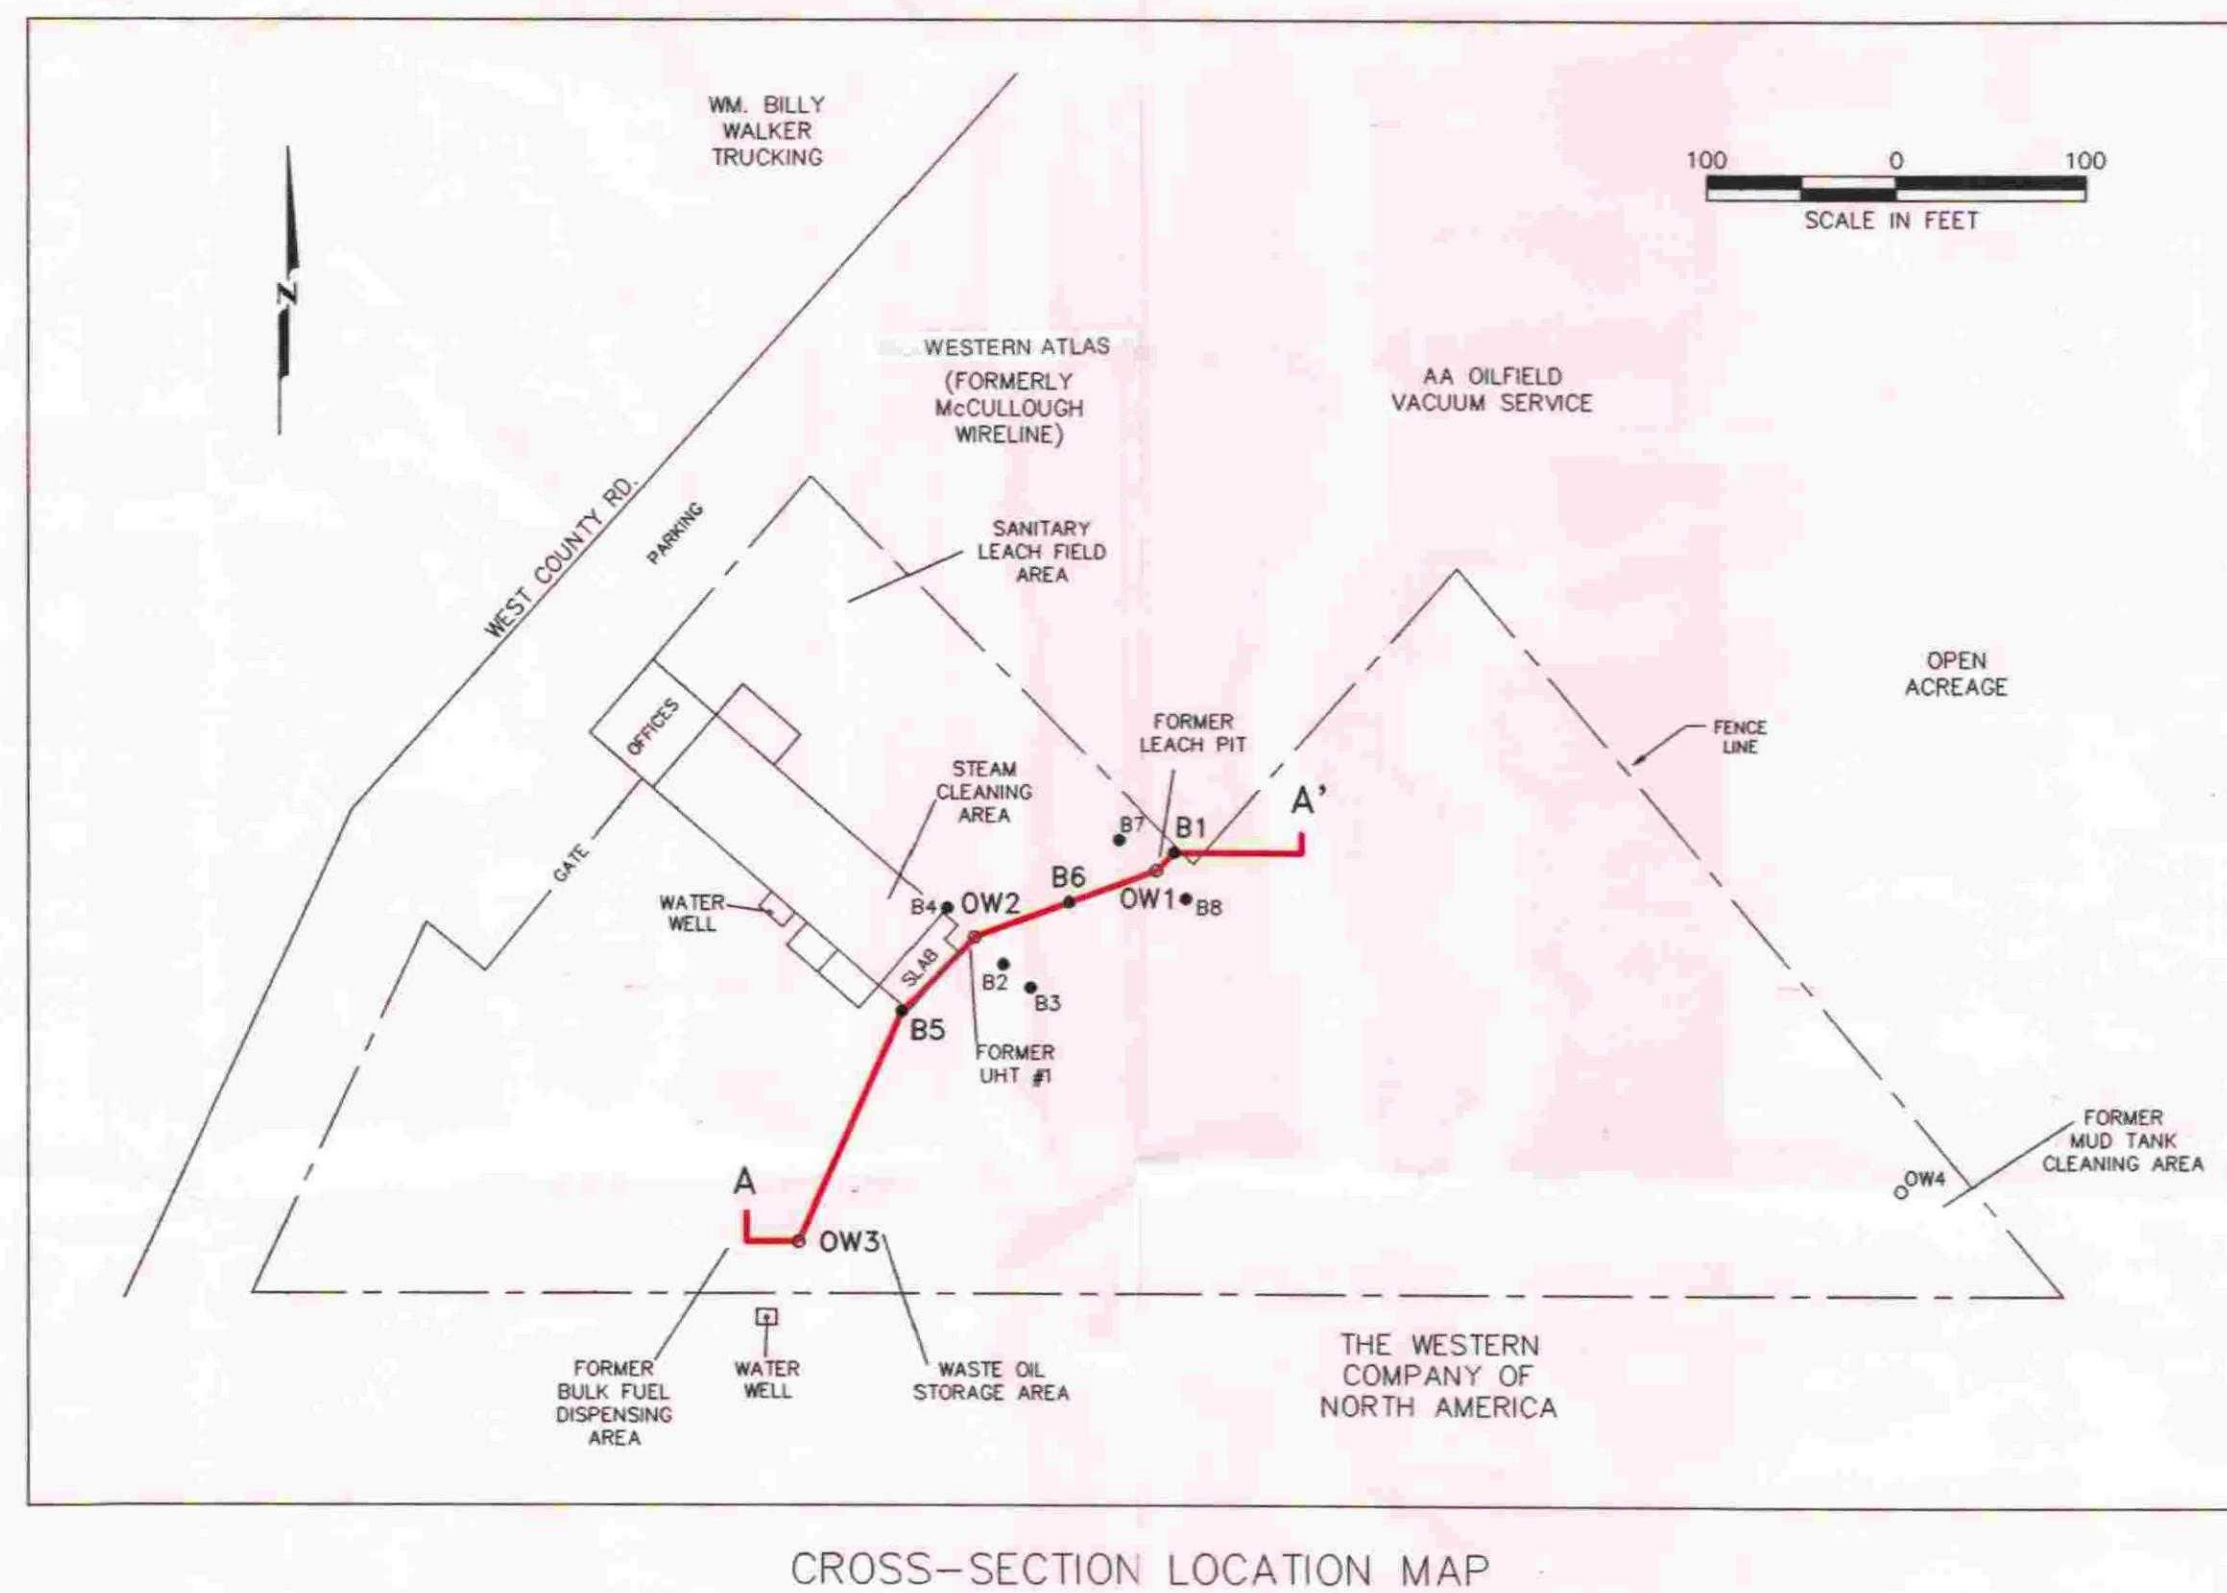 WM. BILLY
WALKER
TRUCKING
100 0 100
SCALE IN FEET
N
WESTERN ATLAS
(FORMERLY
McCULLOUGH
WIRELINE)
AA OILFIELD
VACUUM SERVICE
WEST COUNTY RD.
PARKING
SANITARY
LEACH FIELD
AREA
OPEN
ACREAGE
OFFICES
FORMER
LEACH PIT
FENCE
LINE
STEAM
CLEANING
AREA
A'
B7
B1
GATE
B6
WATER
WELL
B4
OW2
OW1
B8
SLAB
B2
B3
B5
FORMER
UHT #1
FORMER
MUD TANK
CLEANING AREA
OW4
A
OW3
FORMER
BULK FUEL
DISPENSING
AREA
WATER
WELL
WASTE OIL
STORAGE AREA
THE WESTERN
COMPANY OF
NORTH AMERICA
CROSS-SECTION LOCATION MAP